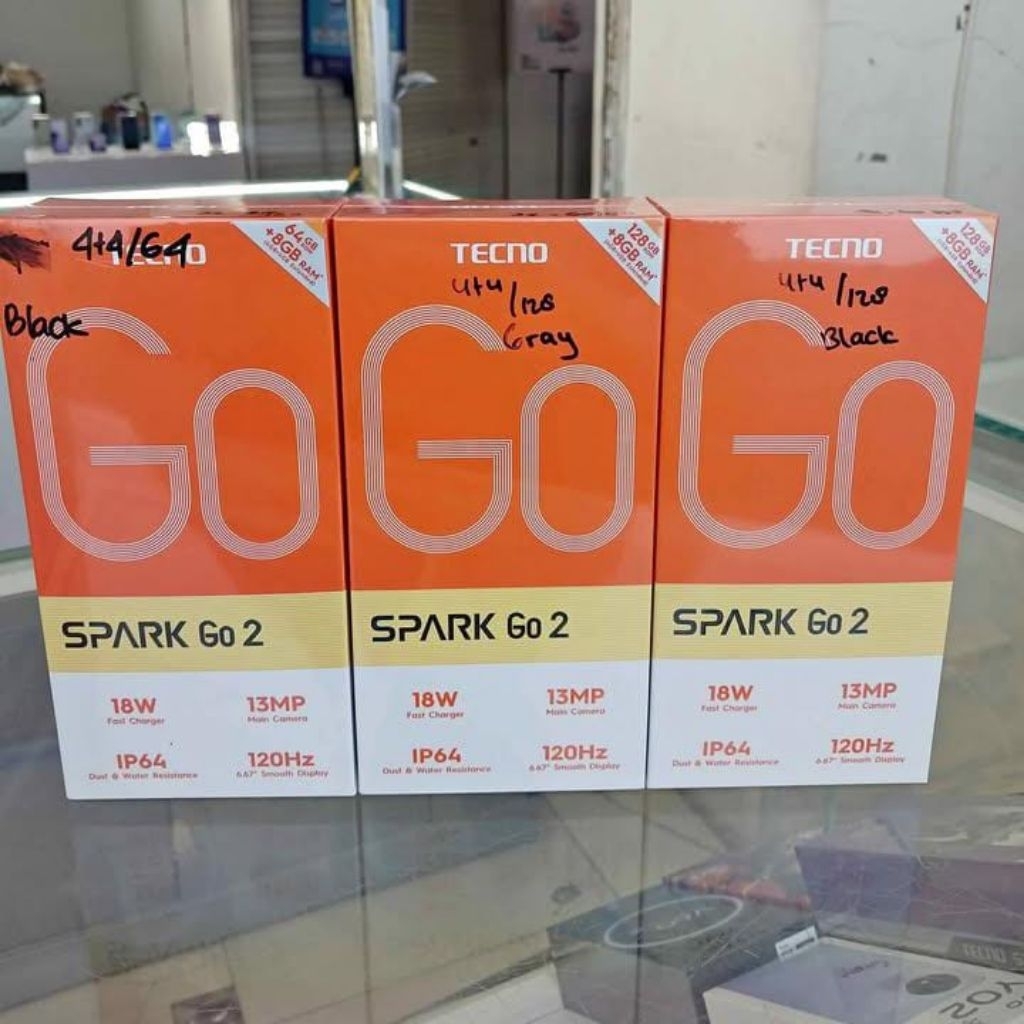 4+4/64
TECNO
64GB
+8GB RAM*
Black
Go
SPARK Go 2
18W
Fast Charger
13MP
Main Camera
IP64
Dust & Water Resistance
120Hz
6.67" Smooth Display
TECNO
128GB
+8GB RAM*
4+4/128
Gray
Go
SPARK Go 2
18W
Fast Charger
13MP
Main Camera
IP64
Dust & Water Resistance
120Hz
6.67" Smooth Display
TECNO
128GB
+8GB RAM*
4+4/128
Black
Go
SPARK Go 2
18W
Fast Charger
13MP
Main Camera
IP64
Dust & Water Resistance
120Hz
6.67" Smooth Display
TECNO